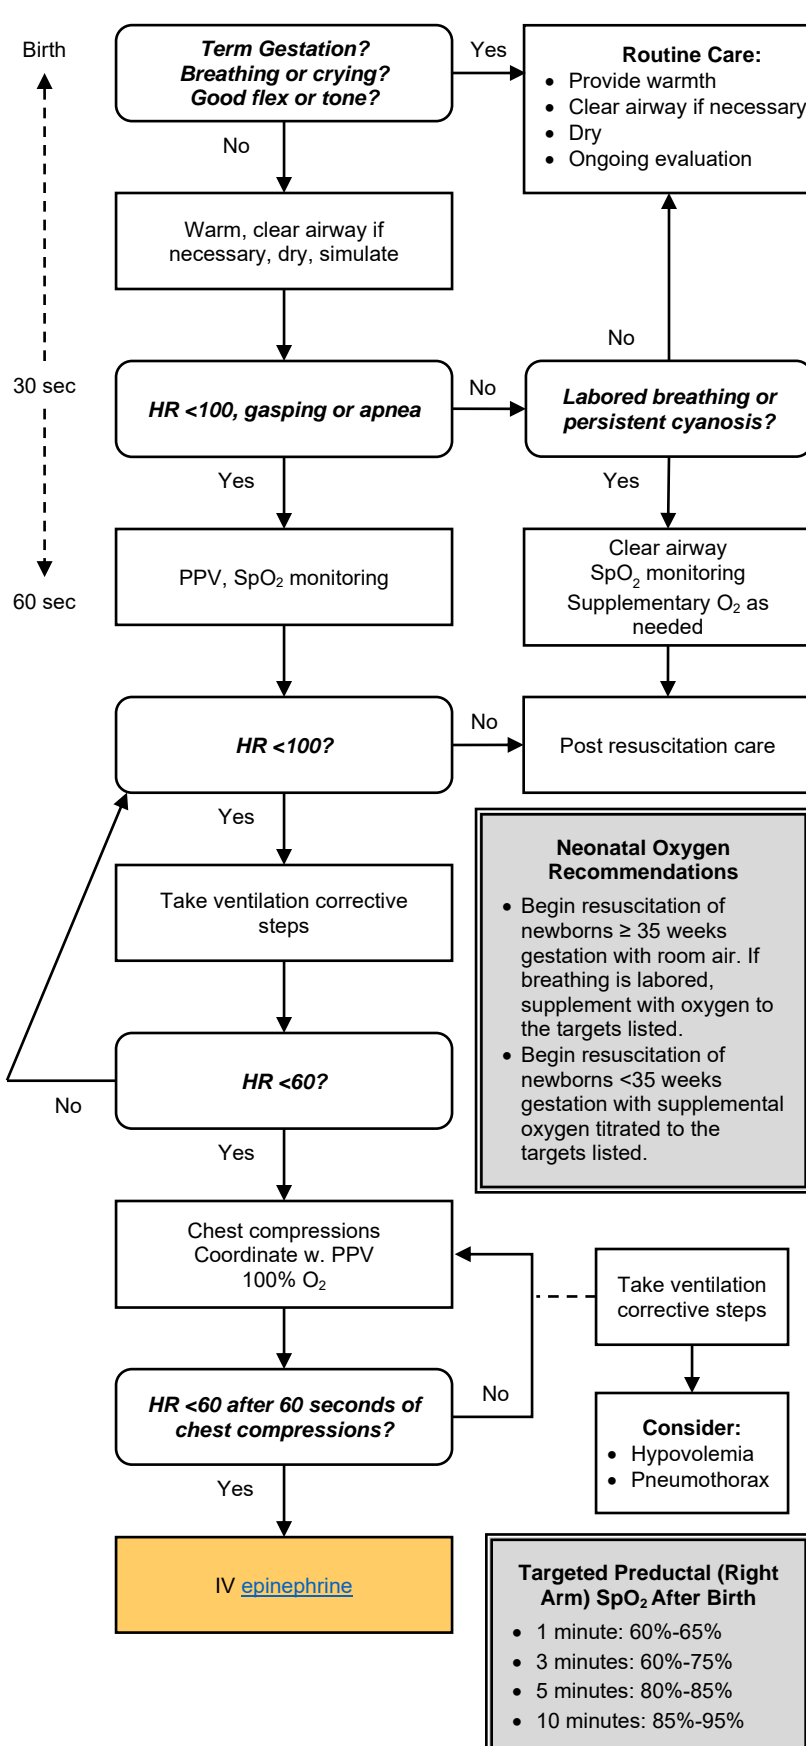 Birth
Term Gestation?
Breathing or crying?
Good flex or tone?
Yes
Routine Care:
• Provide warmth
• Clear airway if necessary
• Dry
• Ongoing evaluation
No
Warm, clear airway if
necessary, dry, simulate
No
30 sec
HR <100, gasping or apnea
No
Labored breathing or
persistent cyanosis?
Yes
Yes
60 sec
PPV, SpO2 monitoring
Clear airway
SpO2 monitoring
Supplementary O2 as
needed
HR <100?
No
Post resuscitation care
Yes
Take ventilation corrective
steps
Neonatal Oxygen
Recommendations
• Begin resuscitation of
newborns ≥ 35 weeks
gestation with room air. If
breathing is labored,
supplement with oxygen to
the targets listed.
• Begin resuscitation of
newborns <35 weeks
gestation with supplemental
oxygen titrated to the
targets listed.
HR <60?
No
Yes
Chest compressions
Coordinate w. PPV
100% O2
Take ventilation
corrective steps
HR <60 after 60 seconds of
chest compressions?
No
Consider:
• Hypovolemia
• Pneumothorax
Yes
IV epinephrine
Targeted Preductal (Right
Arm) SpO2 After Birth
• 1 minute: 60%-65%
• 3 minutes: 60%-75%
• 5 minutes: 80%-85%
• 10 minutes: 85%-95%